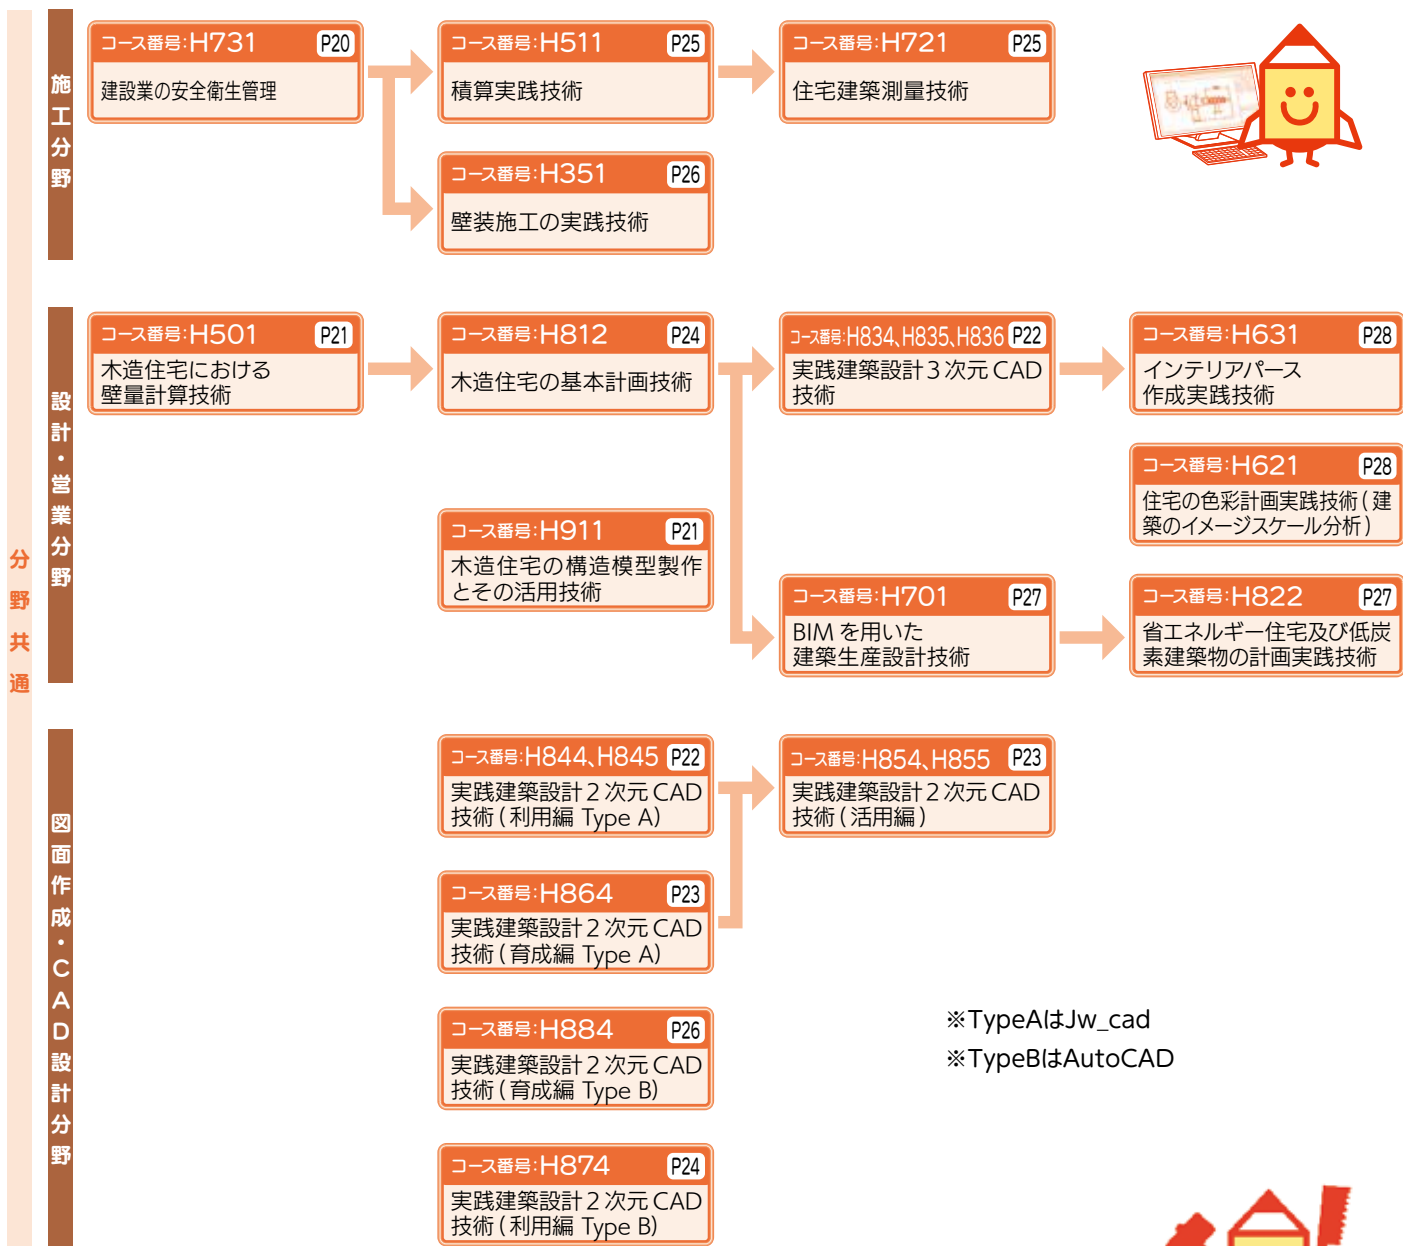 分野共通
施工分野
コース番号:H731 P20
建設業の安全衛生管理
コース番号:H511 P25
積算実践技術
コース番号:H721 P25
住宅建築測量技術
コース番号:H351 P26
壁装施工の実践技術
設計・営業分野
コース番号:H501 P21
木造住宅における
壁量計算技術
コース番号:H812 P24
木造住宅の基本計画技術
コース番号:H834、H835、H836 P22
実践建築設計3次元CAD
技術
コース番号:H631 P28
インテリアパース
作成実践技術
コース番号:H621 P28
住宅の色彩計画実践技術(建
築のイメージスケール分析)
コース番号:H911 P21
木造住宅の構造模型製作
とその活用技術
コース番号:H701 P27
BIMを用いた
建築生産設計技術
コース番号:H822 P27
省エネルギー住宅及び低炭
素建築物の計画実践技術
図面作成・CAD設計分野
コース番号:H844、H845 P22
実践建築設計2次元CAD
技術(利用編 Type A)
コース番号:H854、H855 P23
実践建築設計2次元CAD
技術(活用編)
コース番号:H864 P23
実践建築設計2次元CAD
技術(育成編 Type A)
コース番号:H884 P26
実践建築設計2次元CAD
技術(育成編 Type B)
コース番号:H874 P24
実践建築設計2次元CAD
技術(利用編 Type B)
※TypeAはJw_cad
※TypeBはAutoCAD